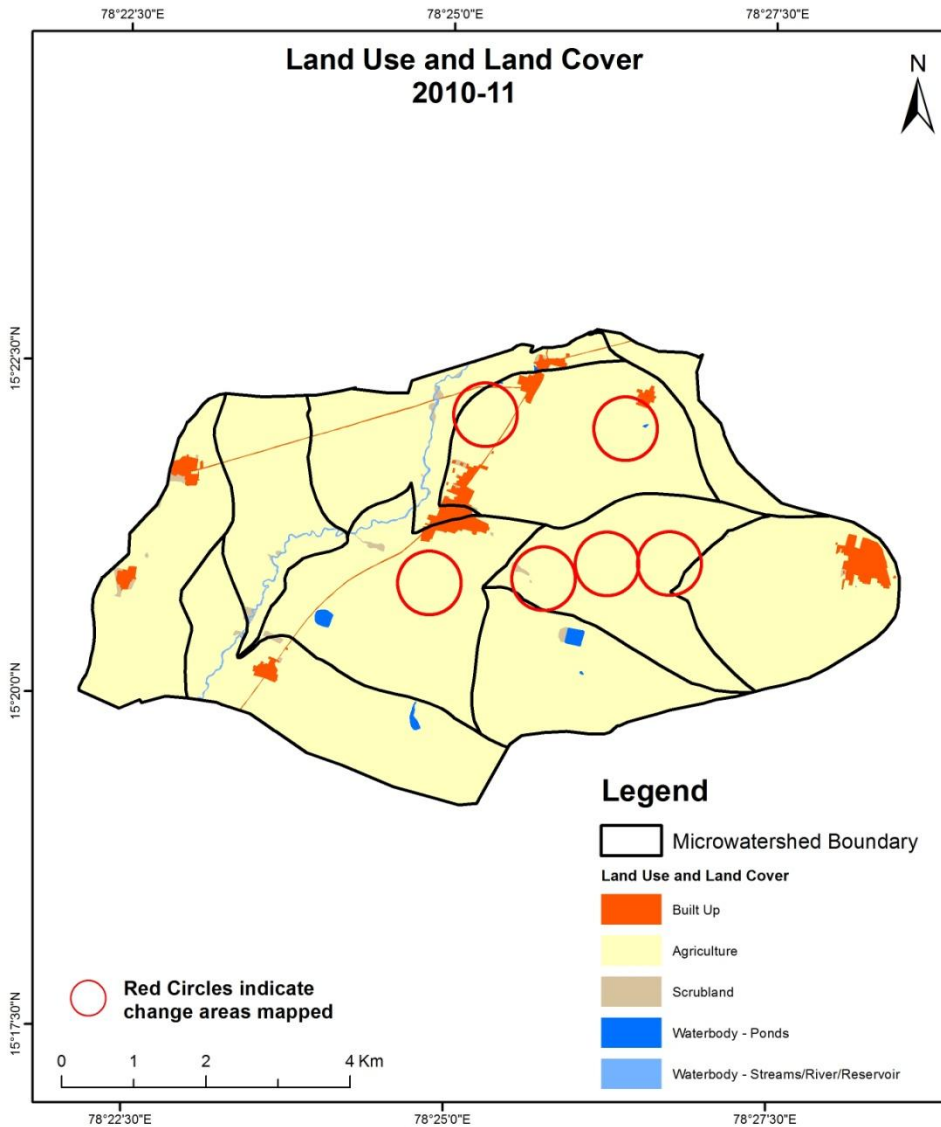 78°22'30"E 78°25'0"E 78°27'30"E
Land Use and Land Cover
2010-11
N
15°22'30"N
15°20'0"N
15°17'30"N
Legend
Microwatershed Boundary
Land Use and Land Cover
Built Up
Agriculture
Scrubland
Waterbody - Ponds
Waterbody - Streams/River/Reservoir
Red Circles indicate
change areas mapped
0 1 2 4 Km
78°22'30"E 78°25'0"E 78°27'30"E